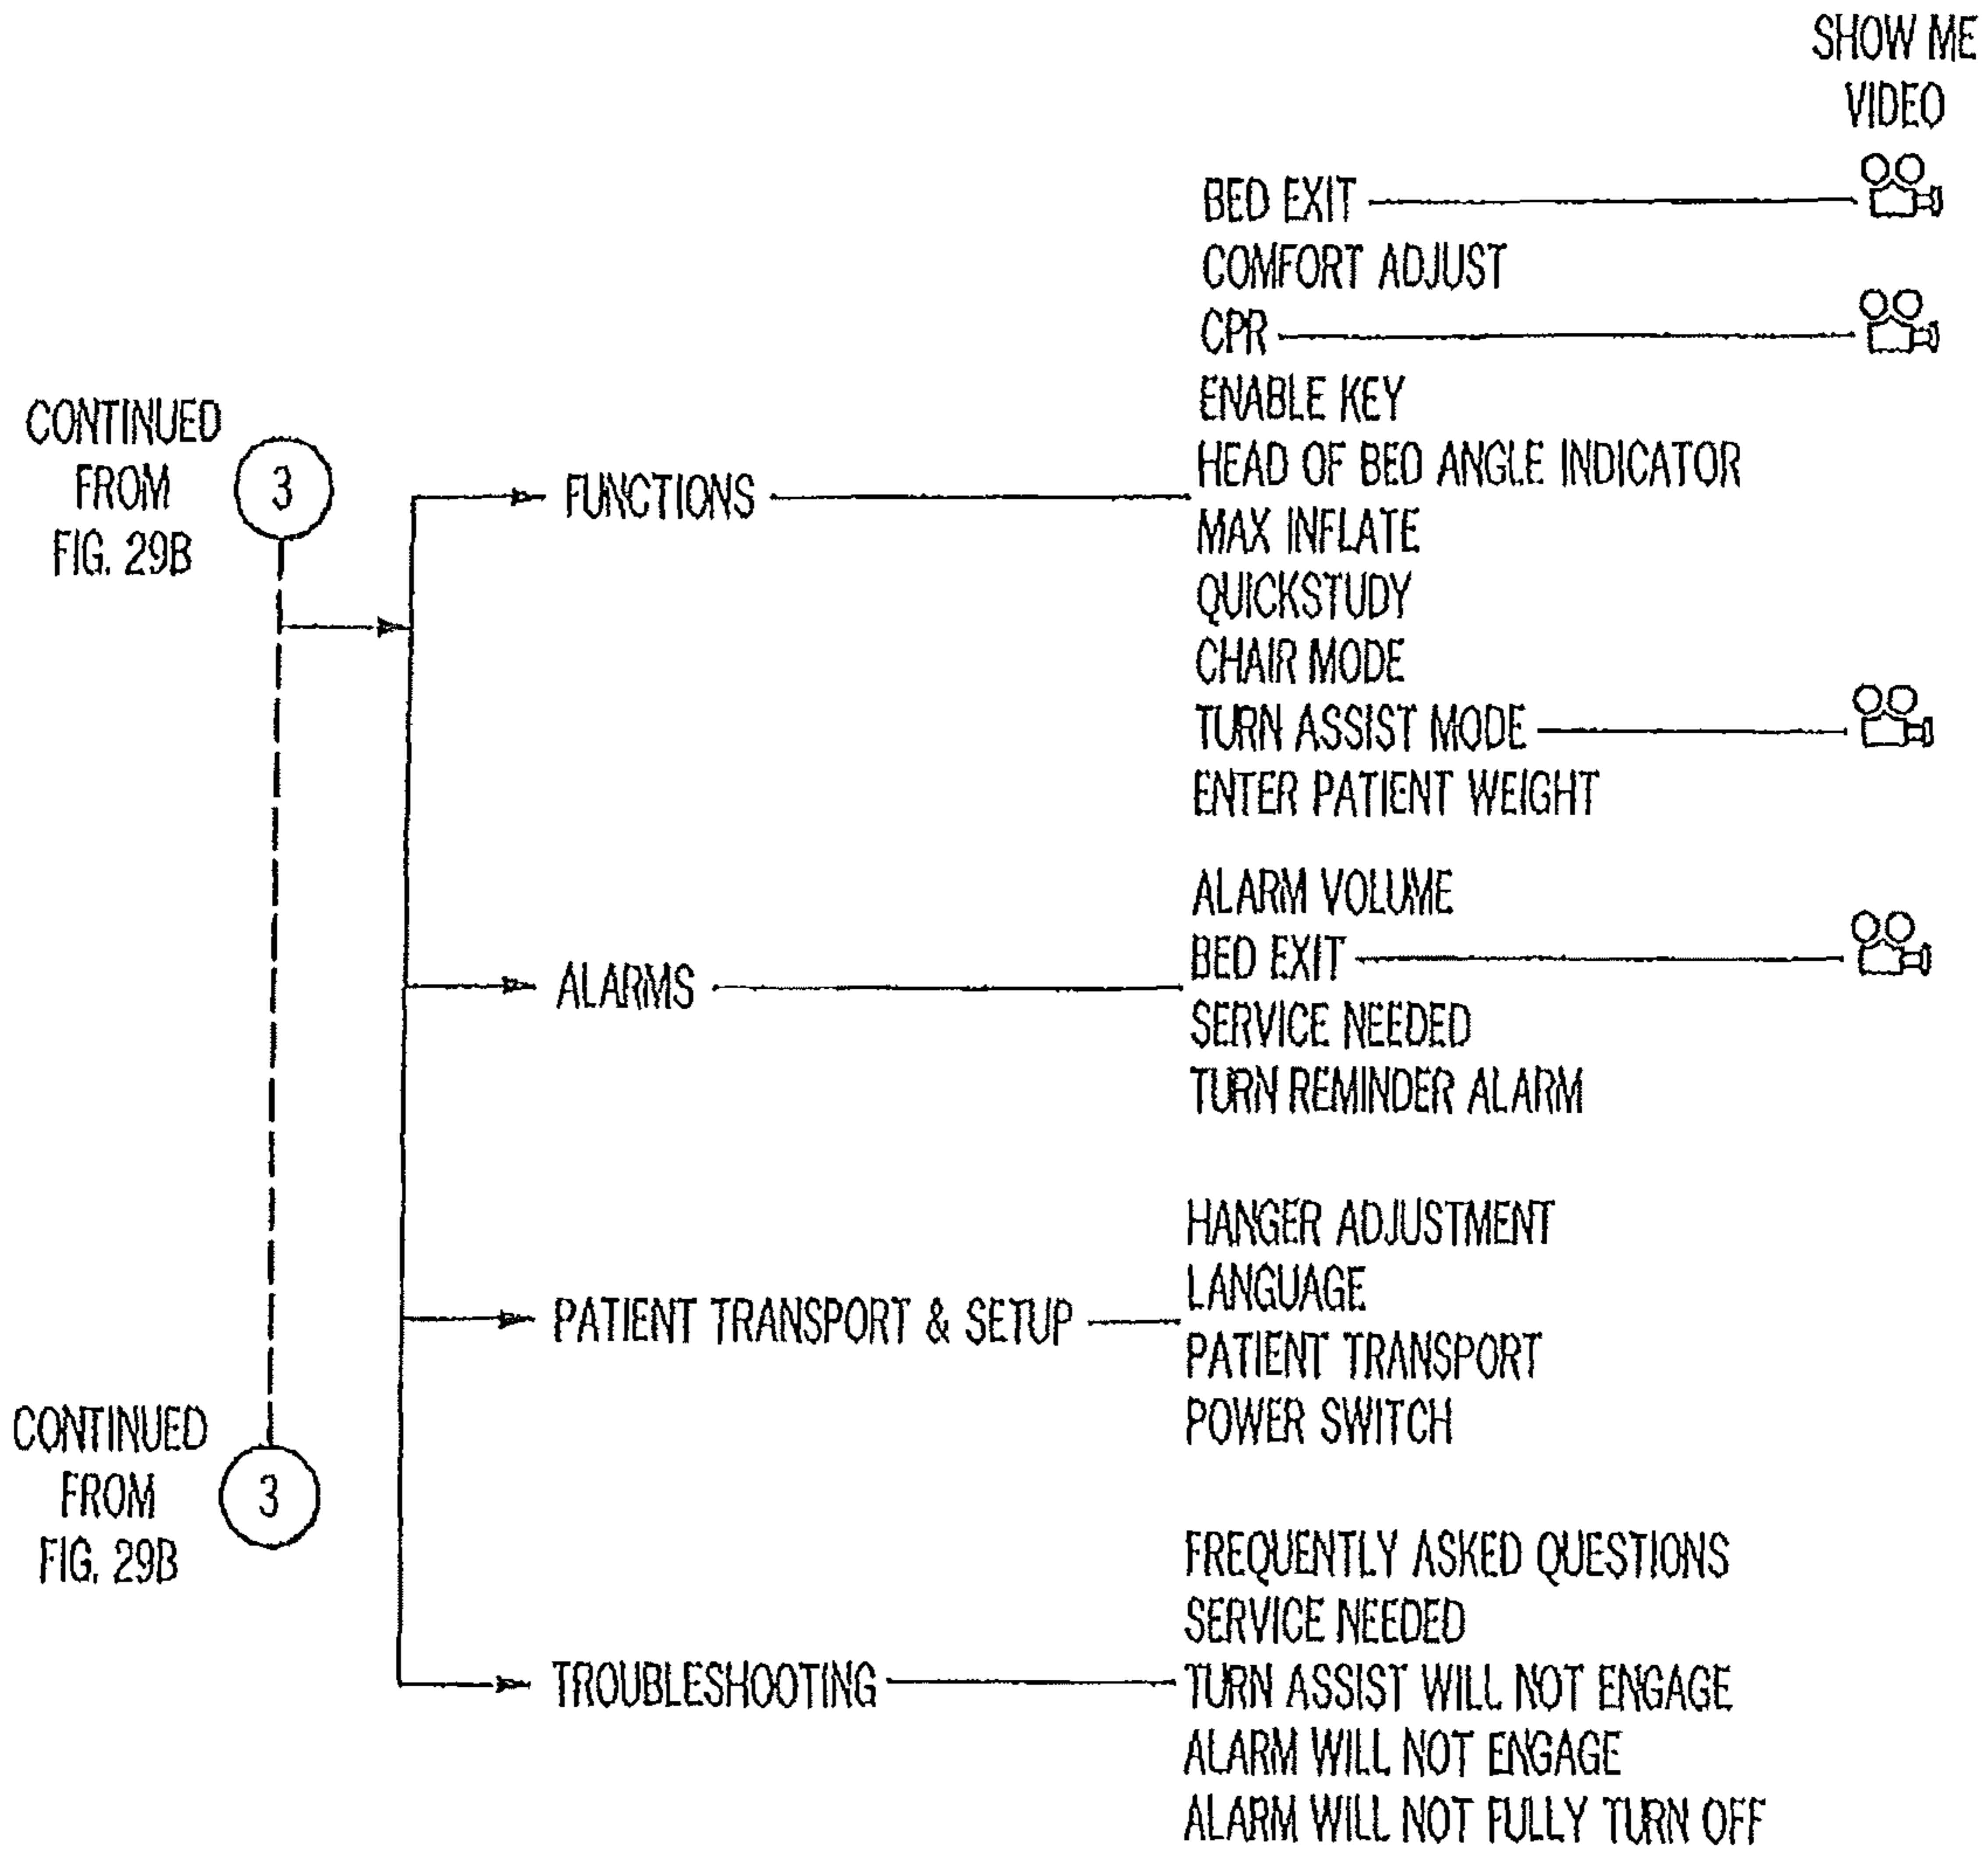 SHOW ME
VIDEO
BED EXIT
COMFORT ADJUST
CPR
ENABLE KEY
HEAD OF BED ANGLE INDICATOR
MAX INFLATE
QUICKSTUDY
CHAIR MODE
TURN ASSIST MODE
ENTER PATIENT WEIGHT
CONTINUED
FROM
FIG. 29B
3
FUNCTIONS
ALARM VOLUME
BED EXIT
SERVICE NEEDED
TURN REMINDER ALARM
ALARMS
HANGER ADJUSTMENT
LANGUAGE
PATIENT TRANSPORT
POWER SWITCH
PATIENT TRANSPORT & SETUP
CONTINUED
FROM
FIG. 29B
3
FREQUENTLY ASKED QUESTIONS
SERVICE NEEDED
TURN ASSIST WILL NOT ENGAGE
ALARM WILL NOT ENGAGE
ALARM WILL NOT FULLY TURN OFF
TROUBLESHOOTING